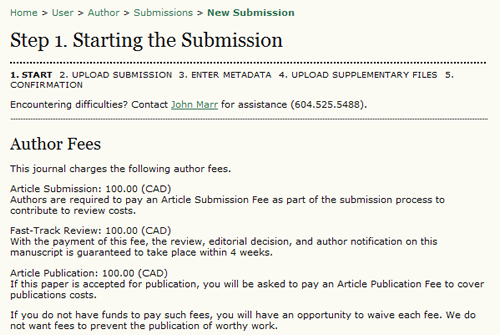 Home > User > Author > Submissions > New Submission
Step 1. Starting the Submission
1. START 2. UPLOAD SUBMISSION 3. ENTER METADATA 4. UPLOAD SUPPLEMENTARY FILES 5.
CONFIRMATION
Encountering difficulties? Contact John Marr for assistance (604.525.5488).
Author Fees
This journal charges the following author fees.
Article Submission: 100.00 (CAD)
Authors are required to pay an Article Submission Fee as part of the submission process to
contribute to review costs.
Fast-Track Review: 100.00 (CAD)
With the payment of this fee, the review, editorial decision, and author notification on this
manuscript is guaranteed to take place within 4 weeks.
Article Publication: 100.00 (CAD)
If this paper is accepted for publication, you will be asked to pay an Article Publication Fee to cover
publications costs.
If you do not have funds to pay such fees, you will have an opportunity to waive each fee. We do
not want fees to prevent the publication of worthy work.